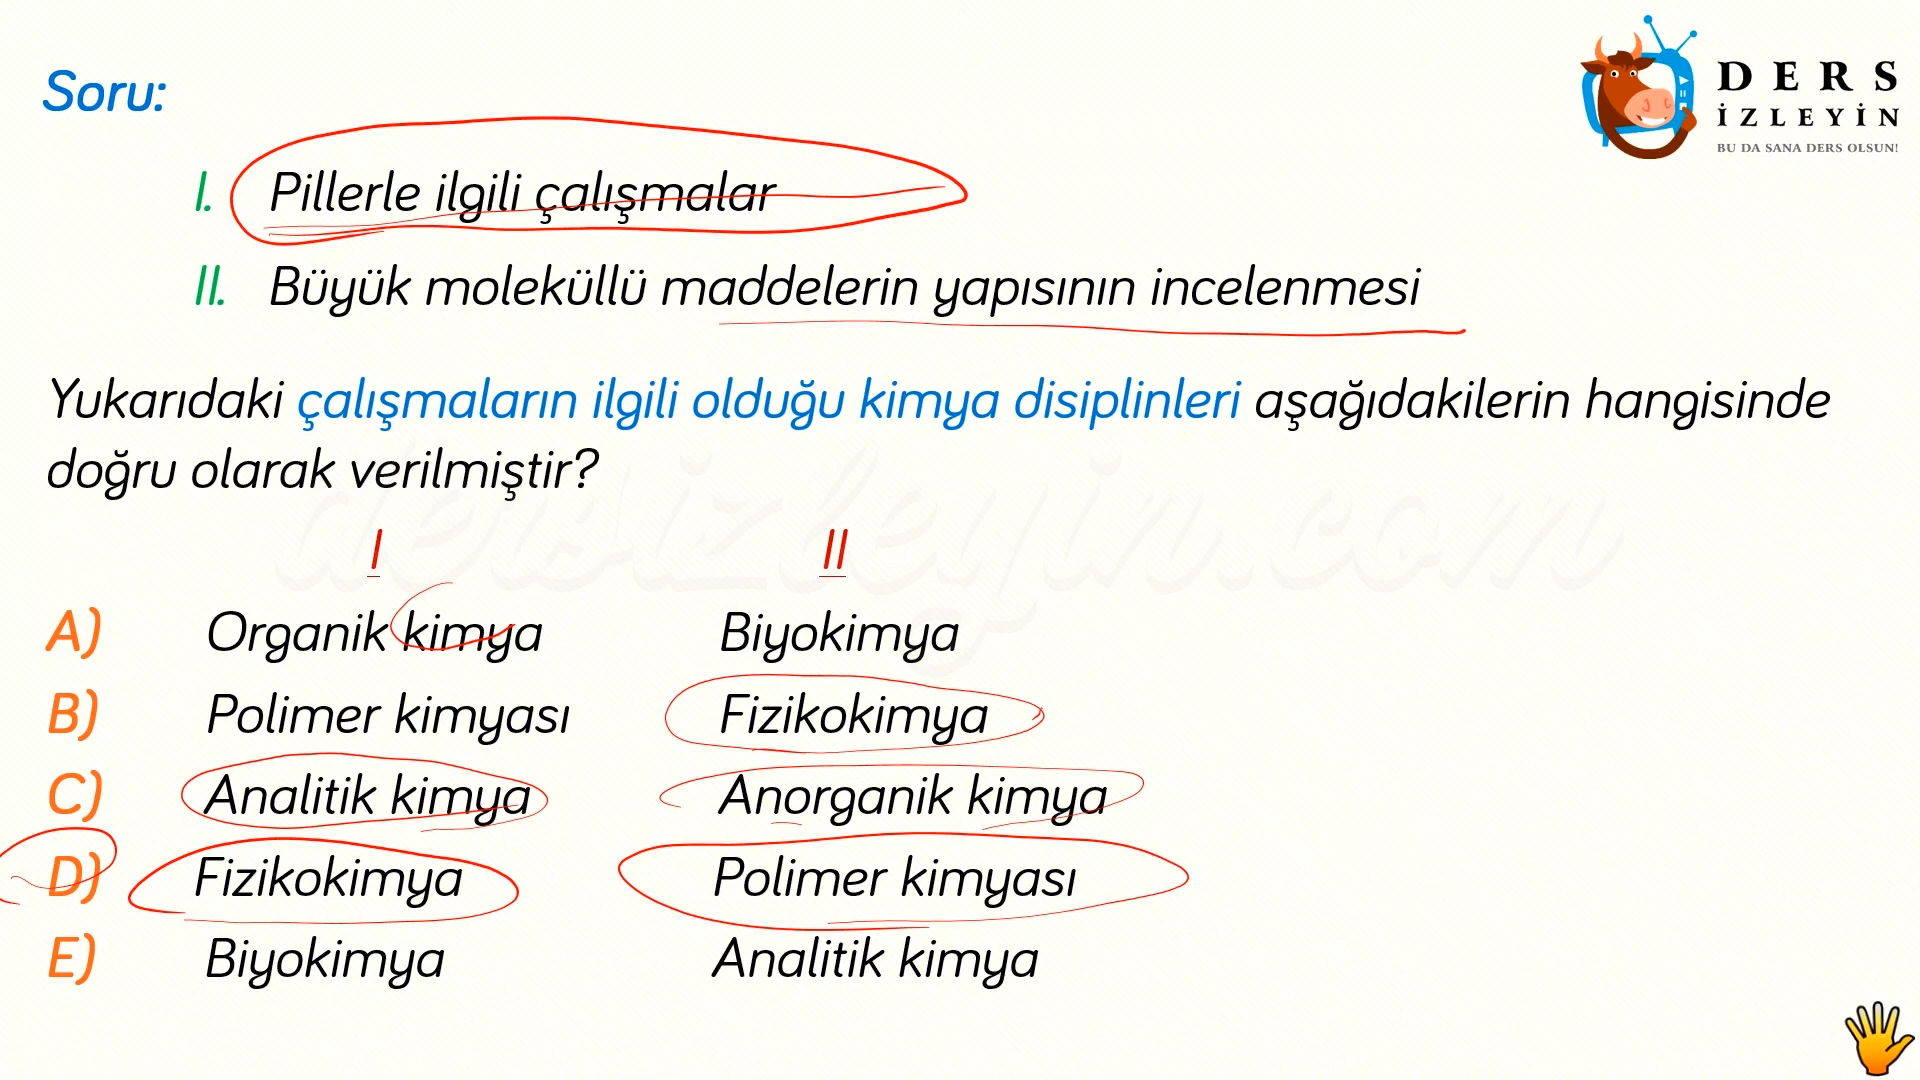 Soru:
DERS
İZLEYİN
BU DA SANA DERS OLSUN!
I. Pillerle ilgili çalışmalar
II. Büyük moleküllü maddelerin yapısının incelenmesi
Yukarıdaki çalışmaların ilgili olduğu kimya disiplinleri aşağıdakilerin hangisinde
doğru olarak verilmiştir?
dersizleyin.com
I II
A) Organik kimya Biyokimya
B) Polimer kimyası Fizikokimya
C) Analitik kimya Anorganik kimya
D) Fizikokimya Polimer kimyası
E) Biyokimya Analitik kimya